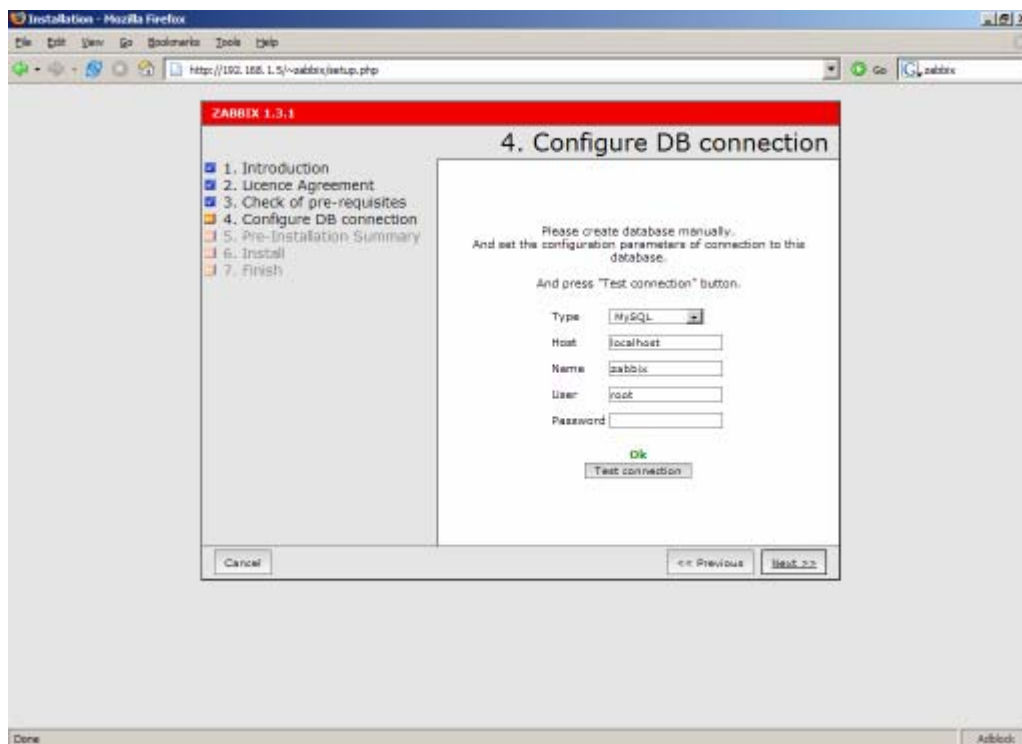 Installation - Mozilla Firefox
File Edit View Go Bookmarks Tools Help
http://192.168.1.5/~zabbix/setup.php
Go
zabbix
ZABBIX 1.3.1
4. Configure DB connection
1. Introduction
2. Licence Agreement
3. Check of pre-requisites
4. Configure DB connection
5. Pre-Installation Summary
6. Install
7. Finish
Please create database manually.
And set the configuration parameters of connection to this
database.
And press "Test connection" button.
Type MySQL
Host localhost
Name zabbix
User root
Password
Ok
Test connection
Cancel
<< Previous
Next >>
Done
Adblock